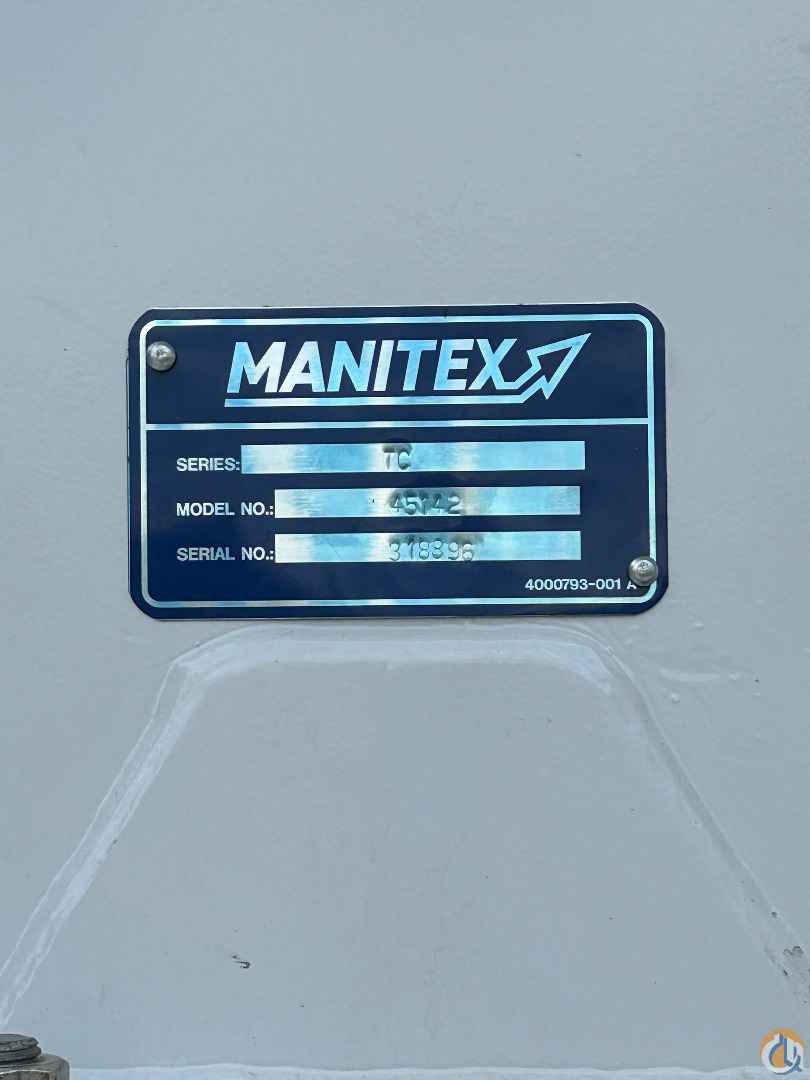 MANITEX
SERIES: TC
MODEL NO.: 45142
SERIAL NO.: 318896
4000793-001 A